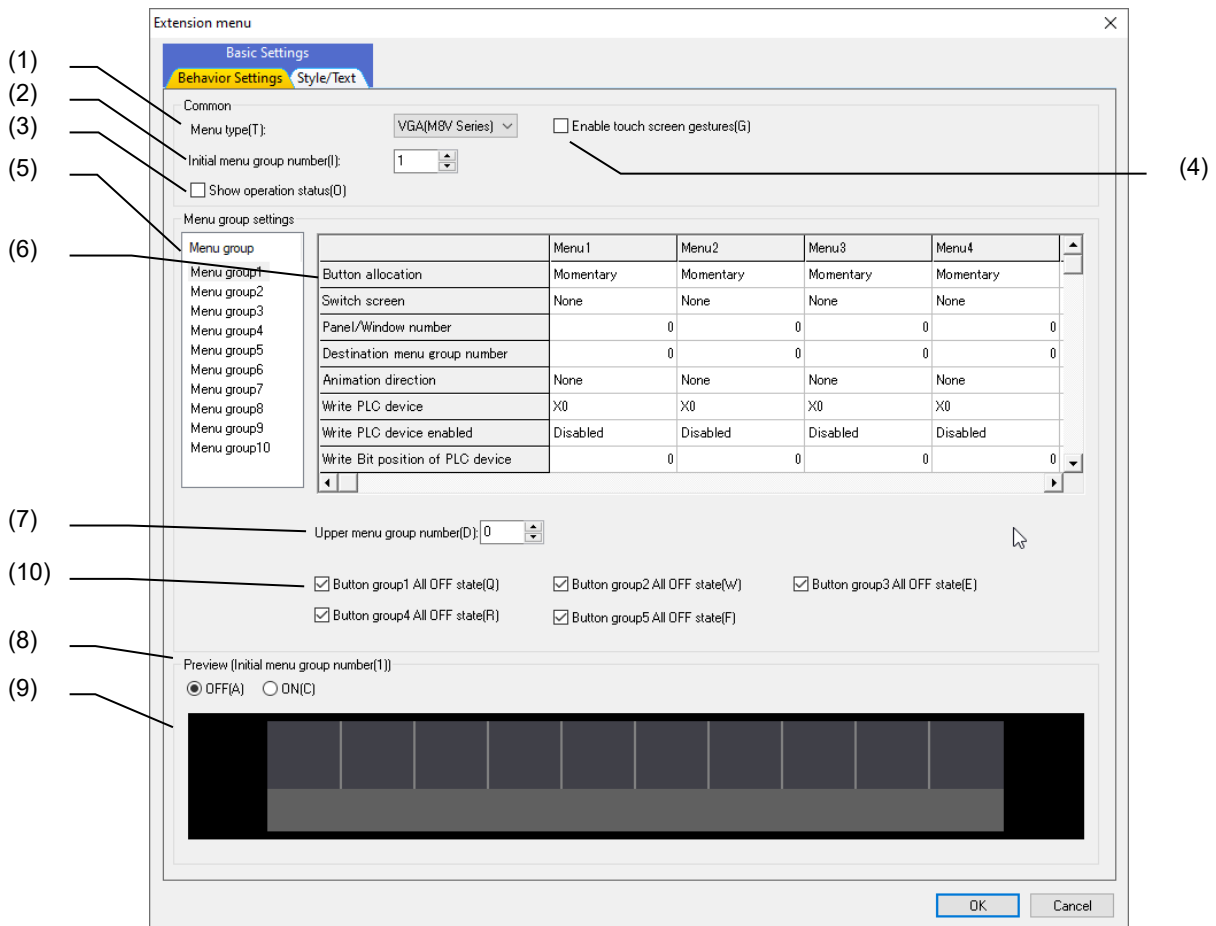 Extension menu
Basic Settings
Behavior Settings Style/Text
(1)
(2)
(3)
(5)
(6)
(7)
(10)
(8)
(9)
(4)
Common
Menu type(T): VGA(M8V Series) Enable touch screen gestures(G)
Initial menu group number(I): 1
Show operation status(O)
Menu group settings
Menu group
Menu group1
Menu group2
Menu group3
Menu group4
Menu group5
Menu group6
Menu group7
Menu group8
Menu group9
Menu group10
Menu1 Menu2 Menu3 Menu4
Button allocation Momentary Momentary Momentary Momentary
Switch screen None None None None
Panel/Window number 0 0 0 0
Destination menu group number 0 0 0 0
Animation direction None None None None
Write PLC device X0 X0 X0 X0
Write PLC device enabled Disabled Disabled Disabled Disabled
Write Bit position of PLC device 0 0 0 0
Upper menu group number(D): 0
Button group1 All OFF state(Q) Button group2 All OFF state(W) Button group3 All OFF state(E)
Button group4 All OFF state(R) Button group5 All OFF state(F)
Preview (Initial menu group number(1))
OFF(A) ON(C)
OK Cancel